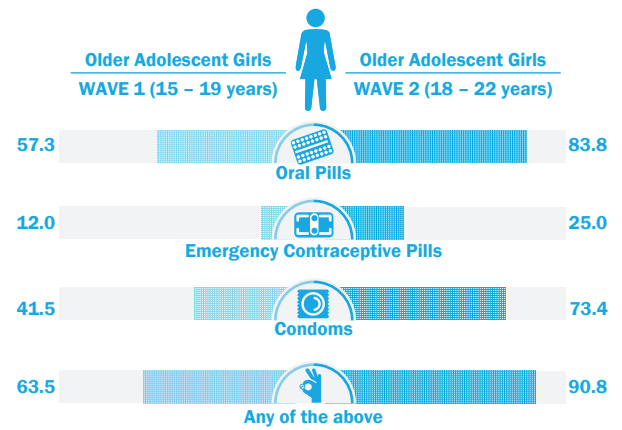 Older Adolescent Girls
WAVE 1 (15 – 19 years)
Older Adolescent Girls
WAVE 2 (18 – 22 years)
57.3
83.8
Oral Pills
12.0
25.0
Emergency Contraceptive Pills
41.5
73.4
Condoms
63.5
90.8
Any of the above